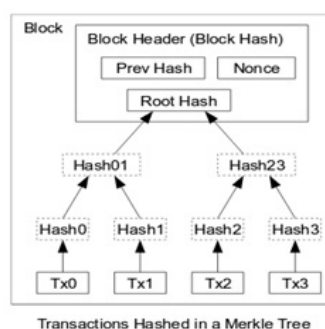 Block
Block Header (Block Hash)
Prev Hash Nonce
Root Hash
Hash01 Hash23
Hash0 Hash1 Hash2 Hash3
Tx0 Tx1 Tx2 Tx3
Transactions Hashed in a Merkle Tree